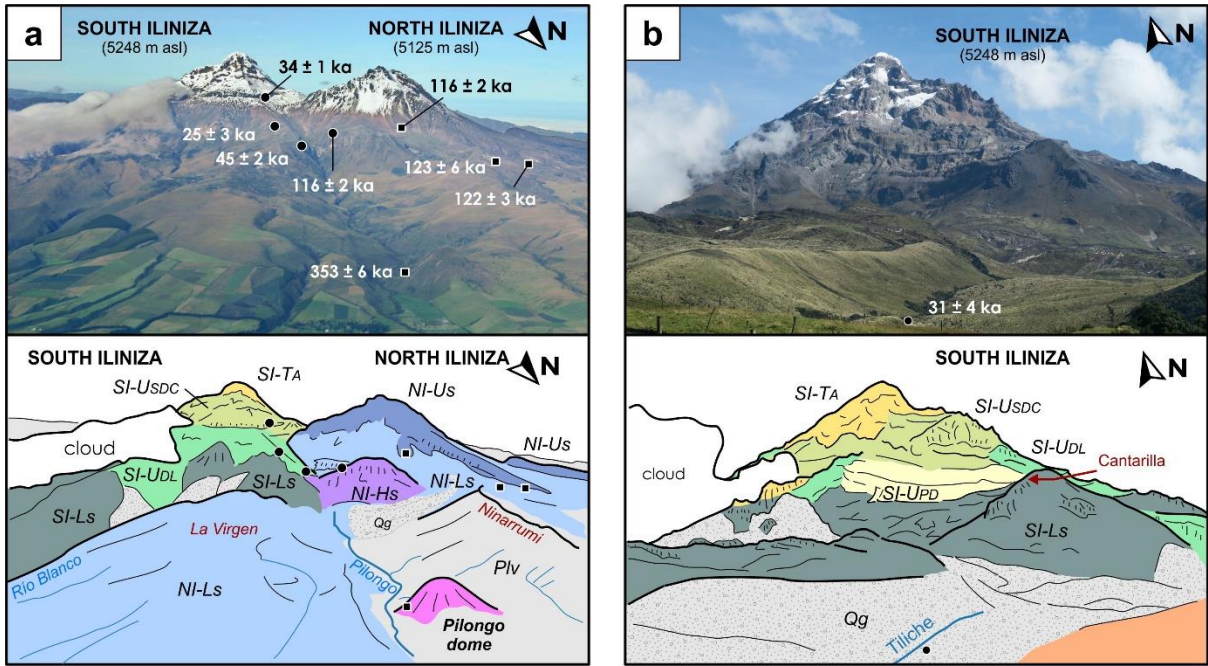 a
SOUTH ILINIZA
(5248 m asl)
NORTH ILINIZA
(5125 m asl)
N
34 ± 1 ka
116 ± 2 ka
25 ± 3 ka
45 ± 2 ka
116 ± 2 ka
123 ± 6 ka
122 ± 3 ka
353 ± 6 ka
SOUTH ILINIZA
NORTH ILINIZA
N
SI-USDC
SI-TA
NI-Us
cloud
NI-Us
SI-UDL
SI-Ls
NI-Hs
NI-Ls
SI-Ls
Qg
La Virgen
Ninarrumi
Río Blanco
NI-Ls
Pilongo
Plv
Pilongo
dome
b
SOUTH ILINIZA
(5248 m asl)
N
31 ± 4 ka
SOUTH ILINIZA
N
SI-TA
SI-USDC
SI-UDL
cloud
Cantarilla
SI-UPD
SI-Ls
Qg
Tiliche